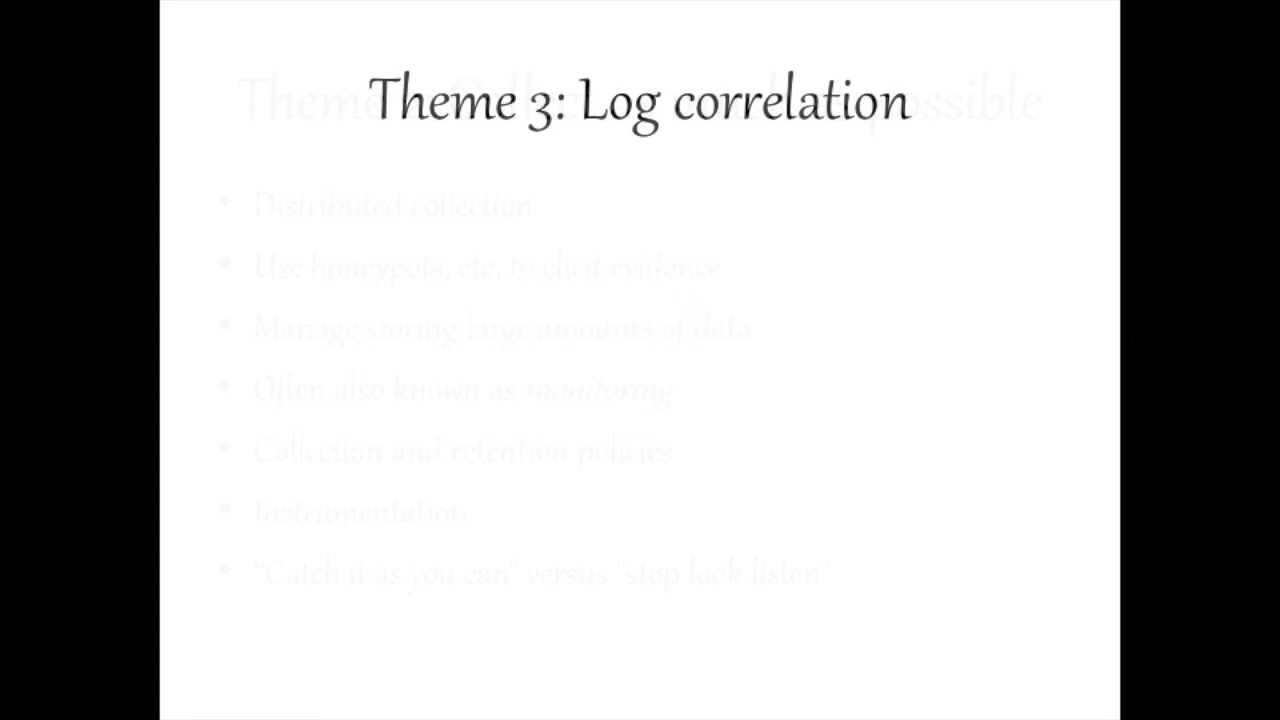 Theme 3: Log correlation
• Distributed collection
• Use honeypots, etc. to elicit evidence
• Manage storing large amounts of data
• Often also known as monitoring
• Collection and retention policies
• Instrumentation
• "Catch it as you can" versus "stop look listen"